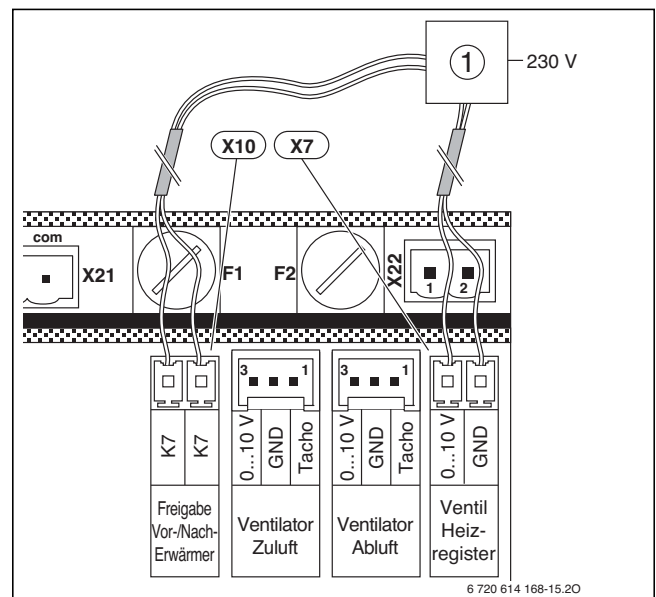 1
230 V
X10
X7
com
X21
F1
F2
X22
1
2
3
1
3
1
K7
K7
0...10 V
GND
Tacho
0...10 V
GND
Tacho
0...10 V
GND
Freigabe
Vor-/Nach-
Erwärmer
Ventilator
Zuluft
Ventilator
Abluft
Ventil
Heiz-
register
6 720 614 168-15.2O